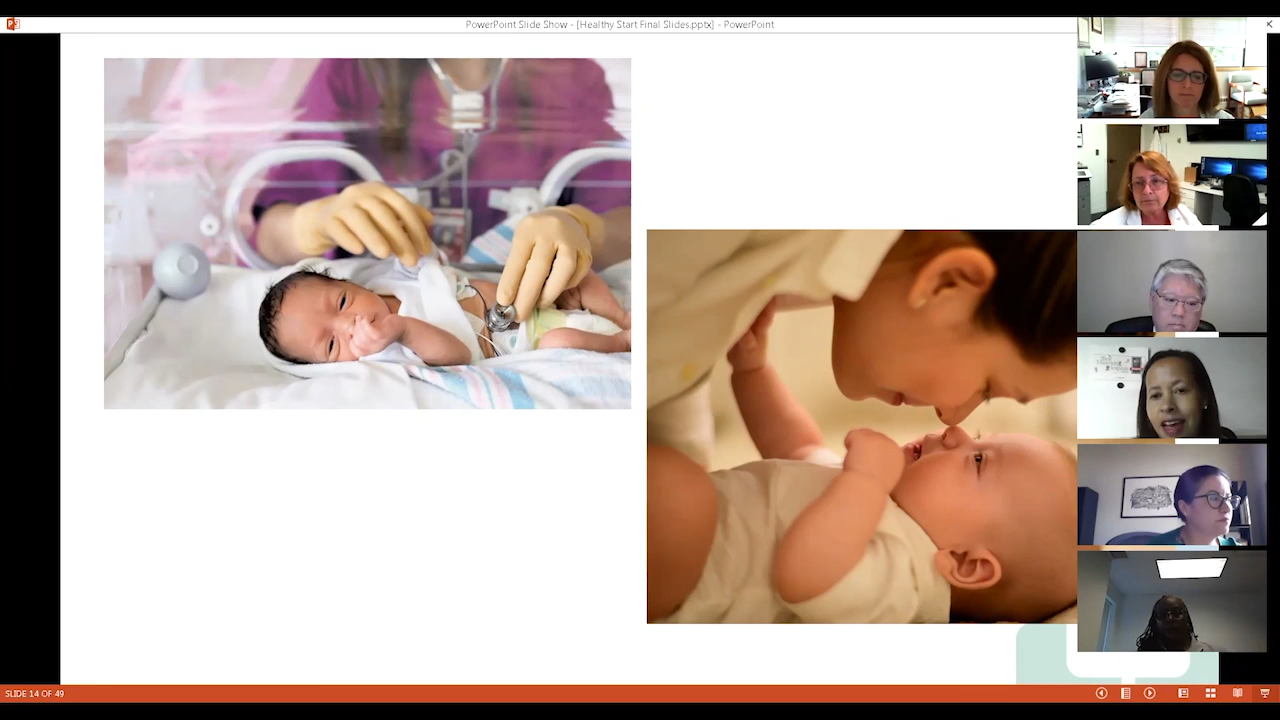 PowerPoint Slide Show - [Healthy Start Final Slides.pptx] - PowerPoint
SLIDE 14 OF 49